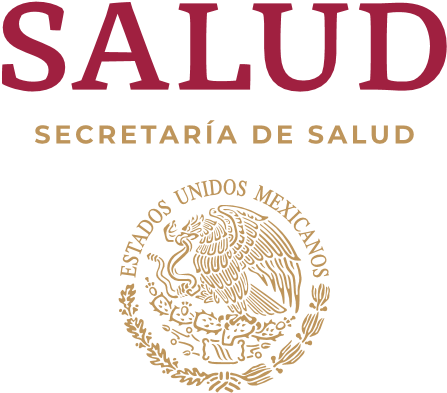 SALUD
SECRETARÍA DE SALUD
ESTADOS UNIDOS MEXICANOS